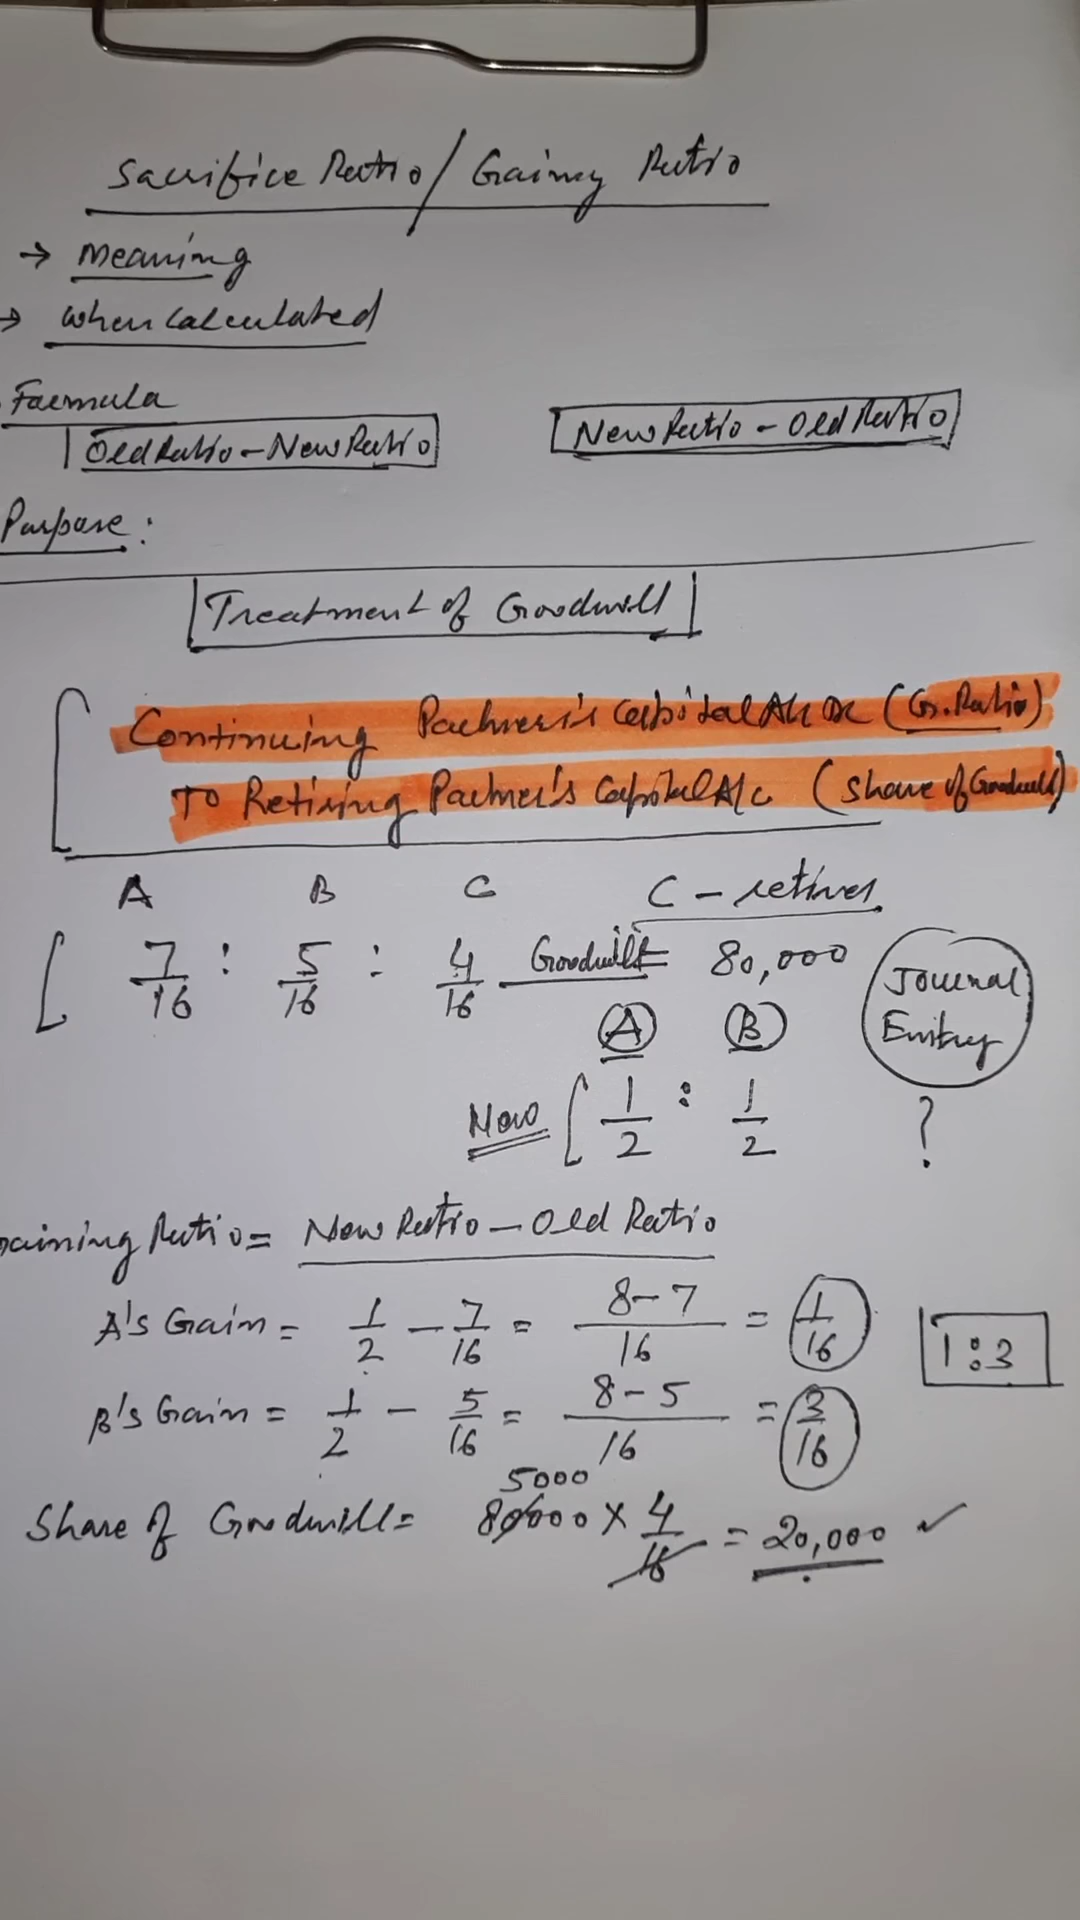 Sacrifice Ratio / Gaining Ratio
→ Meaning
→ When Calculated
Formula
Old Ratio - New Ratio
New Ratio - Old Ratio
Purpose :
Treatment of Goodwill
Continuing Partner's Capital A/c Dr (G. Ratio)
To Retiring Partner's Capital A/c (Share of Goodwill)
A B C C - retires
7/16 : 5/16 : 4/16 Goodwill = 80,000
Journal Entry ?
A B
New 1/2 : 1/2
aining Ratio = New Ratio - Old Ratio
A's Gain = 1/2 - 7/16 = 8-7/16 = 1/16
1:3
B's Gain = 1/2 - 5/16 = 8-5/16 = 3/16
5000
Share of Goodwill = 80000 × 4/16 = 20,000 ✓